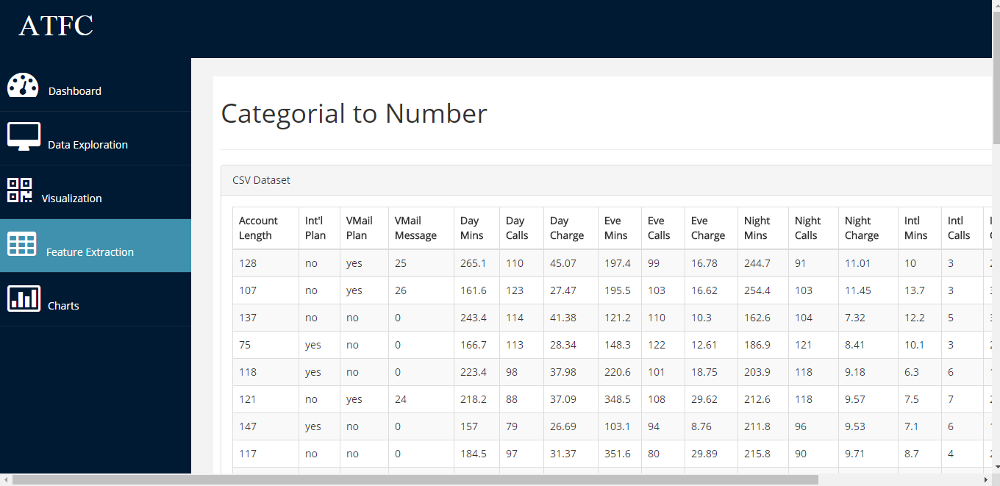 ATFC
Dashboard
Data Exploration
Visualization
Feature Extraction
Charts
Categorial to Number
CSV Dataset
Account Length Int'l Plan VMail Plan VMail Message Day Mins Day Calls Day Charge Eve Mins Eve Calls Eve Charge Night Mins Night Calls Night Charge Intl Mins Intl Calls
128 no yes 25 265.1 110 45.07 197.4 99 16.78 244.7 91 11.01 10 3
107 no yes 26 161.6 123 27.47 195.5 103 16.62 254.4 103 11.45 13.7 3
137 no no 0 243.4 114 41.38 121.2 110 10.3 162.6 104 7.32 12.2 5
75 yes no 0 166.7 113 28.34 148.3 122 12.61 186.9 121 8.41 10.1 3
118 yes no 0 223.4 98 37.98 220.6 101 18.75 203.9 118 9.18 6.3 6
121 no yes 24 218.2 88 37.09 348.5 108 29.62 212.6 118 9.57 7.5 7
147 yes no 0 157 79 26.69 103.1 94 8.76 211.8 96 9.53 7.1 6
117 no no 0 184.5 97 31.37 351.6 80 29.89 215.8 90 9.71 8.7 4